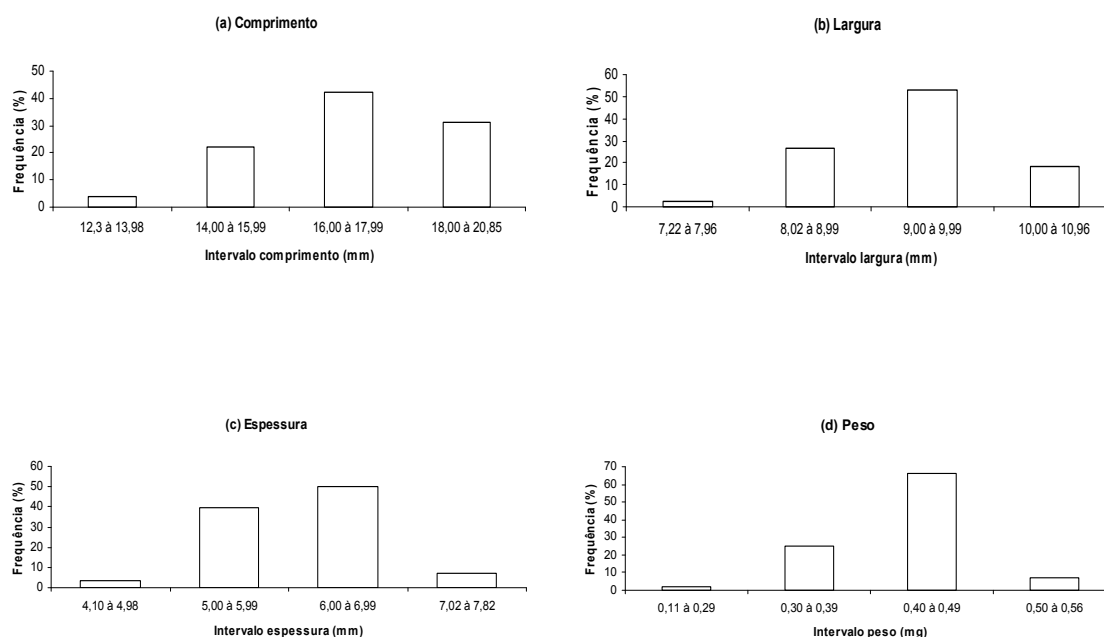 (a) Comprimento
Frequência (%)
50
40
30
20
10
0
12,3 à 13,98 14,00 à 15,99 16,00 à 17,99 18,00 à 20,85
Intervalo comprimento (mm)
(b) Largura
Frequência (%)
60
50
40
30
20
10
0
7,22 à 7,96 8,02 à 8,99 9,00 à 9,99 10,00 à 10,96
Intervalo largura (mm)
(c) Espessura
Frequência (%)
60
50
40
30
20
10
0
4,10 à 4,98 5,00 à 5,99 6,00 à 6,99 7,02 à 7,82
Intervalo espessura (mm)
(d) Peso
Frequência (%)
70
60
50
40
30
20
10
0
0,11 à 0,29 0,30 à 0,39 0,40 à 0,49 0,50 à 0,56
Intervalo peso (mg)